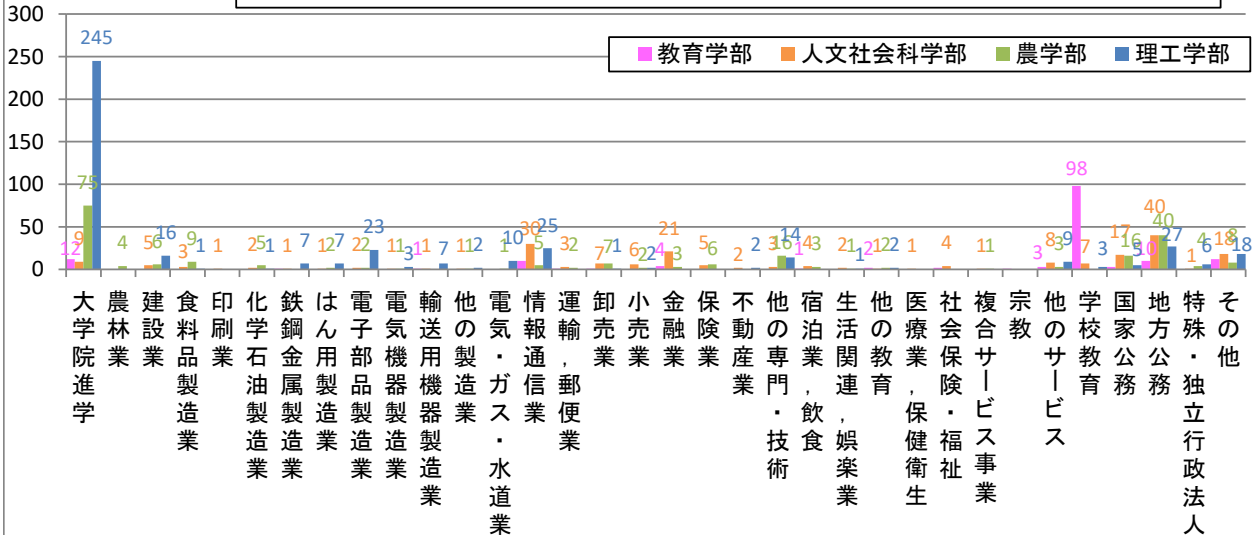 300
250
200
150
100
50
0
教育学部 人文社会科学部 農学部 理工学部
12 9 75 245
4
5 6 16
3 9 1
1
2 5 1
1 7
1 2 7
2 2 23
1 1 3
1 1 7
1 1 2
1 10
30 5 25
3 2
7 7 1
6 2 2
4 21 3
5 6
2 2
3 16 14
1 4 3
2 1 1
2 1 2 2
1
4
1 1
3 8 3 9
98 7 3
17 16 5
10 40 40 27
1 4 6
18 8 18
大学院進学
農林業
建設業
食料品製造業
印刷業
化学石油製造業
鉄鋼金属製造業
はん用製造業
電子部品製造業
電気機器製造業
輸送用機器製造業
他の製造業
電気・ガス・水道業
情報通信業
運輸,郵便業
卸売業
小売業
金融業
保険業
不動産業
他の専門・技術
宿泊業,飲食
生活関連,娯楽業
他の教育
医療業,保健衛生
社会保険・福祉
複合サービス事業
宗教
他のサービス
学校教育
国家公務
地方公務
特殊・独立行政法人
その他